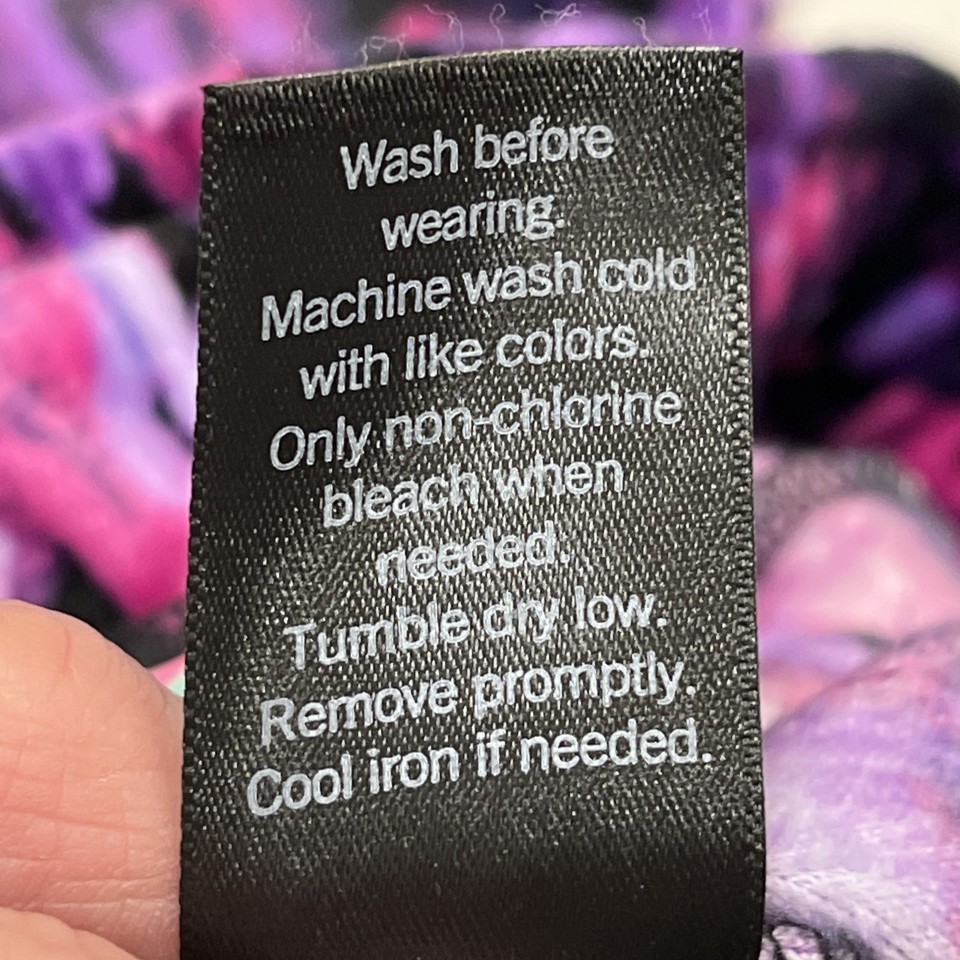 Wash before
wearing.
Machine wash cold
with like colors.
Only non-chlorine
bleach when
needed.
Tumble dry low.
Remove promptly.
Cool iron if needed.